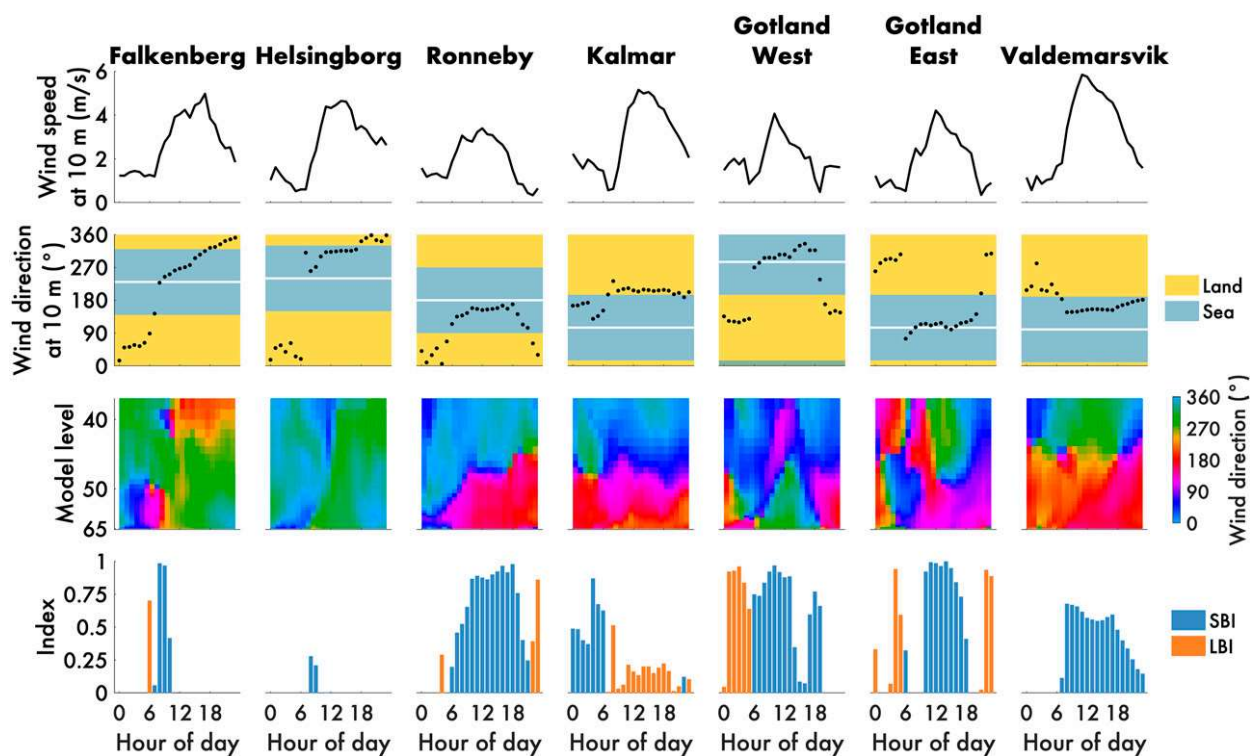 Falkenberg Helsingborg Ronneby Kalmar Gotland West Gotland East Valdemarsvik
Wind speed
at 10 m (m/s)
6
4
2
0
Wind direction
at 10 m (°)
360
270
180
90
0
Land
Sea
Model level
40
50
65
360
270
180
90
0
Wind direction (°)
Index
1
0.75
0.5
0.25
0
SBI
LBI
0 6 12 18 0 6 12 18 0 6 12 18 0 6 12 18 0 6 12 18 0 6 12 18 0 6 12 18
Hour of day Hour of day Hour of day Hour of day Hour of day Hour of day Hour of day